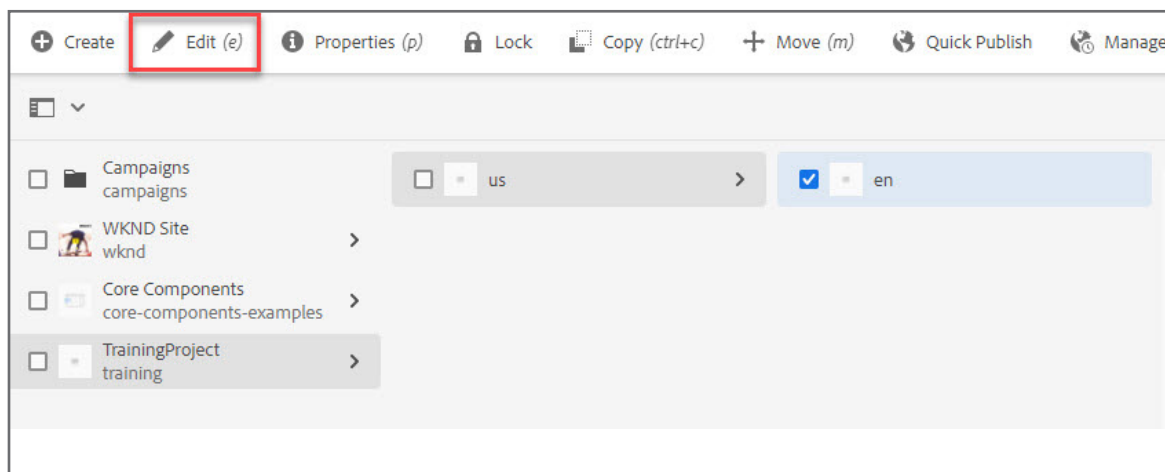 Create Edit (e) Properties (p) Lock Copy (ctrl+c) Move (m) Quick Publish Manage
Campaigns
campaigns
WKND Site
wknd
Core Components
core-components-examples
TrainingProject
training
us
en